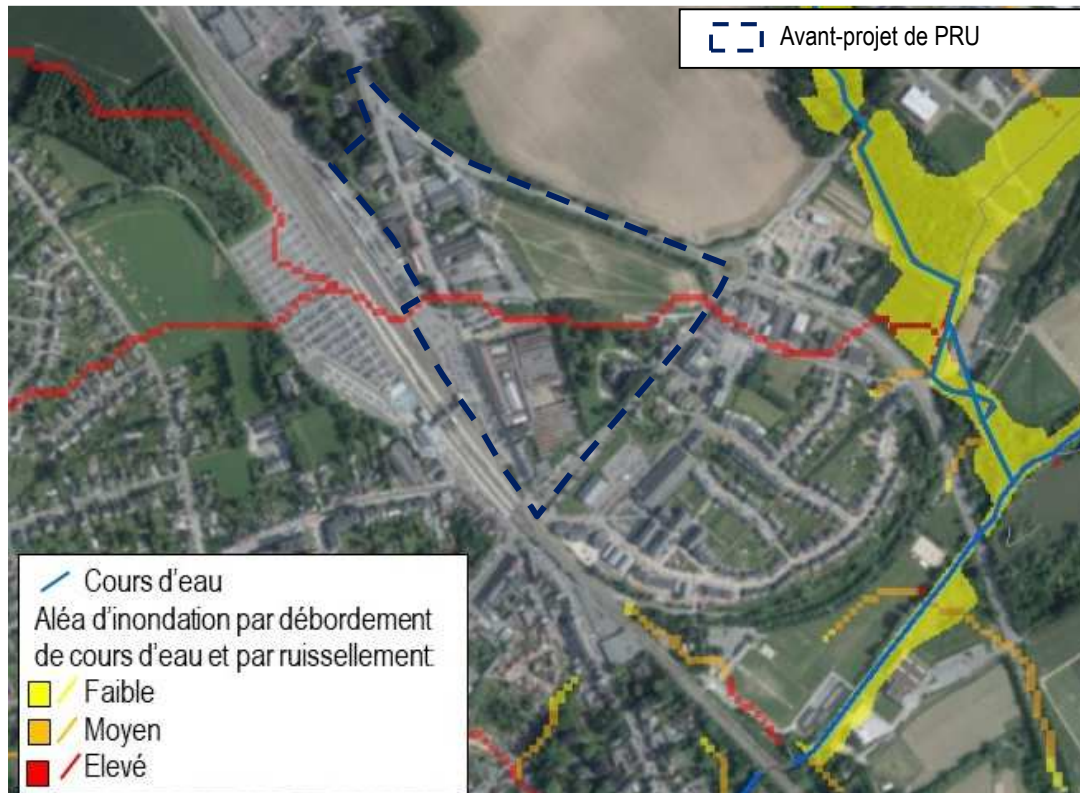 Avant-projet de PRU
Cours d'eau
Aléa d'inondation par débordement
de cours d'eau et par ruissellement
Faible
Moyen
Elevé